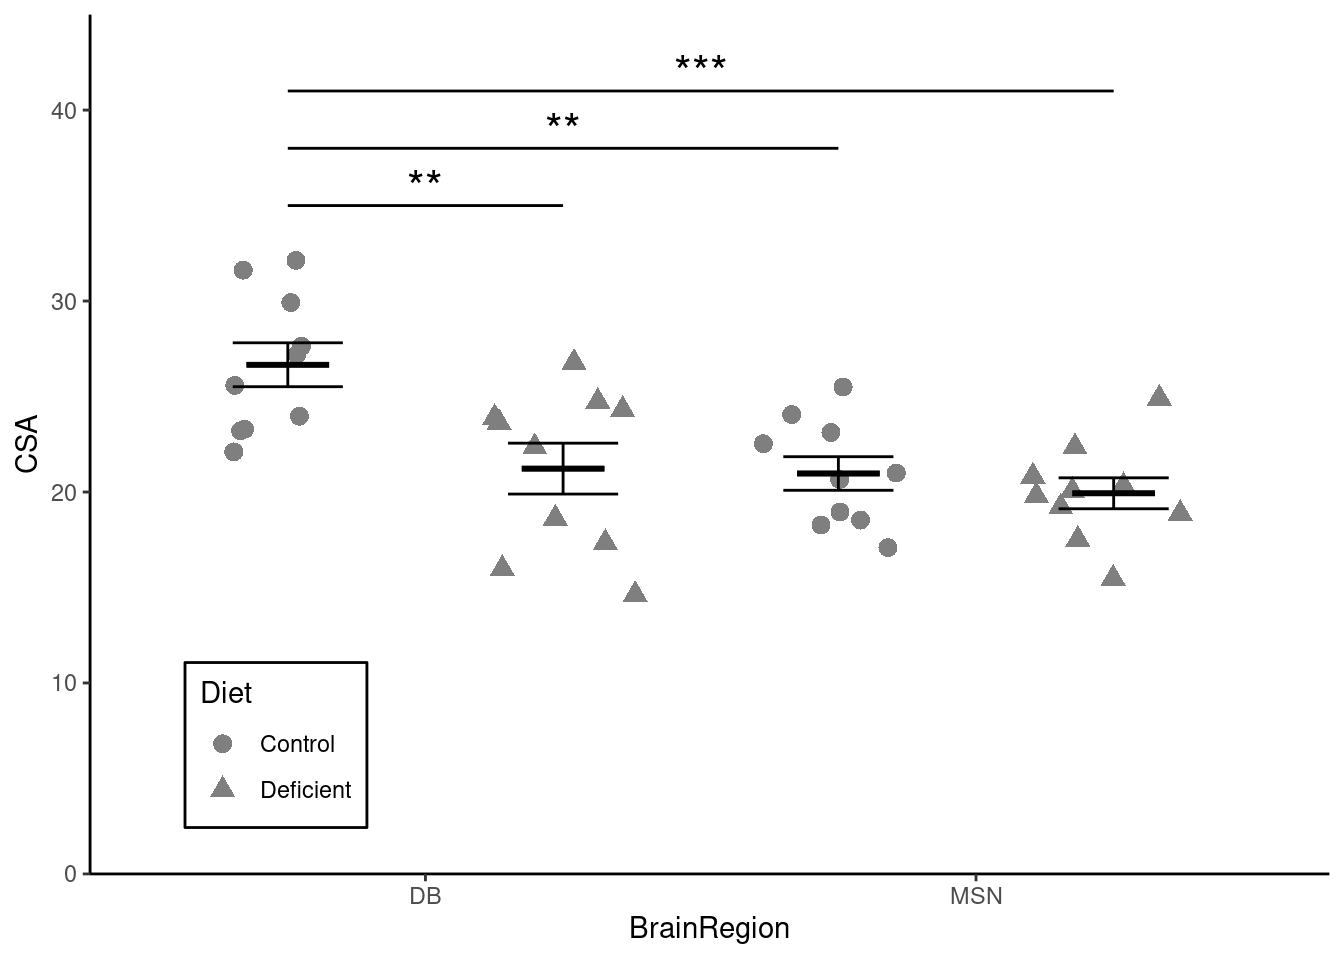 ***
**
**
40
30
20
10
0
CSA
Diet
Control
Deficient
DB
MSN
BrainRegion